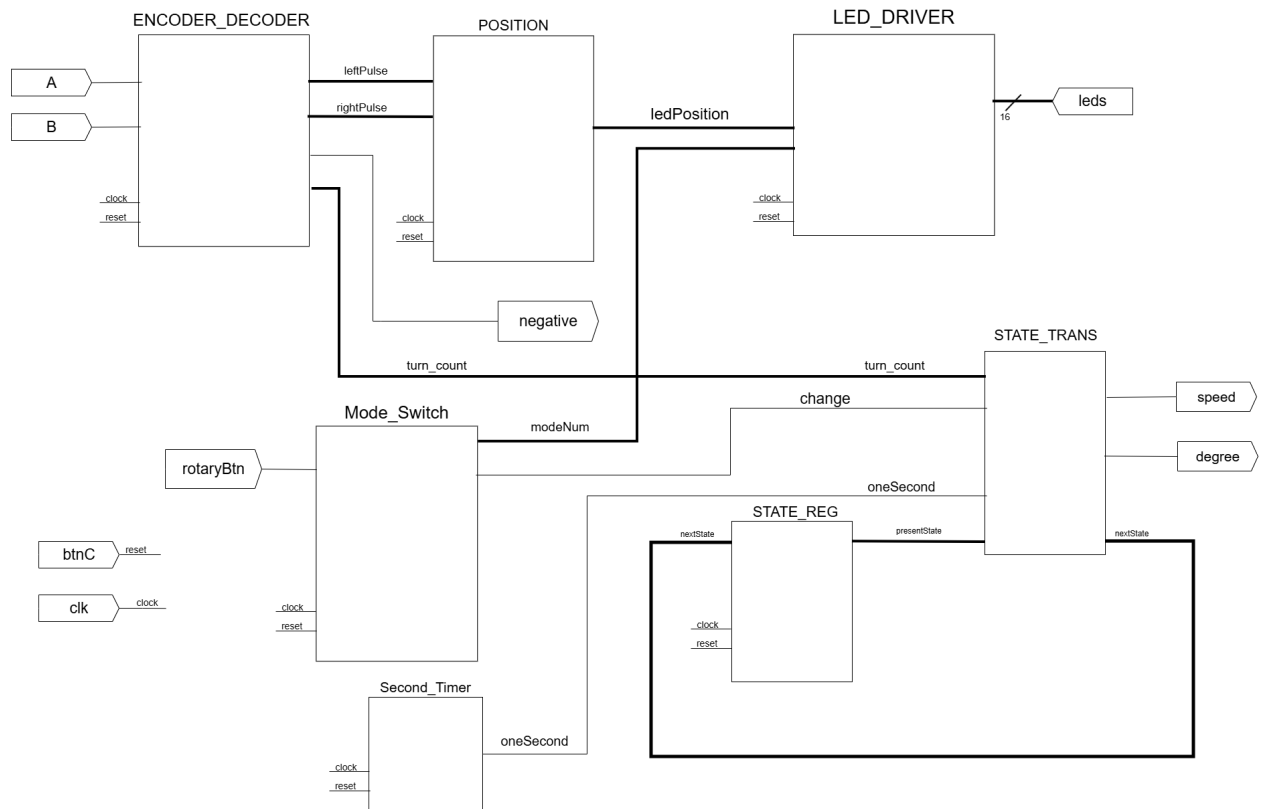 ENCODER_DECODER
POSITION
LED_DRIVER
A
B
leftPulse
rightPulse
ledPosition
16
leds
clock
reset
clock
reset
clock
reset
negative
turn_count
turn_count
STATE_TRANS
change
speed
Mode_Switch
modeNum
rotaryBtn
degree
oneSecond
STATE_REG
nextState
presentState
nextState
btnC
reset
clk
clock
clock
reset
clock
reset
Second_Timer
oneSecond
clock
reset